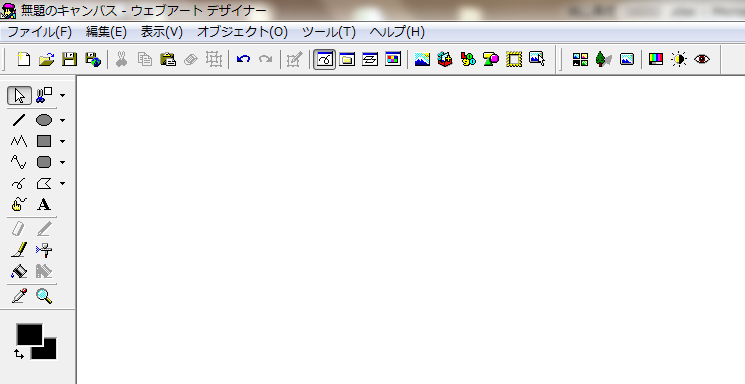 無題のキャンバス - ウェブアート デザイナー
ファイル(F) 編集(E) 表示(V) オブジェクト(O) ツール(T) ヘルプ(H)
A